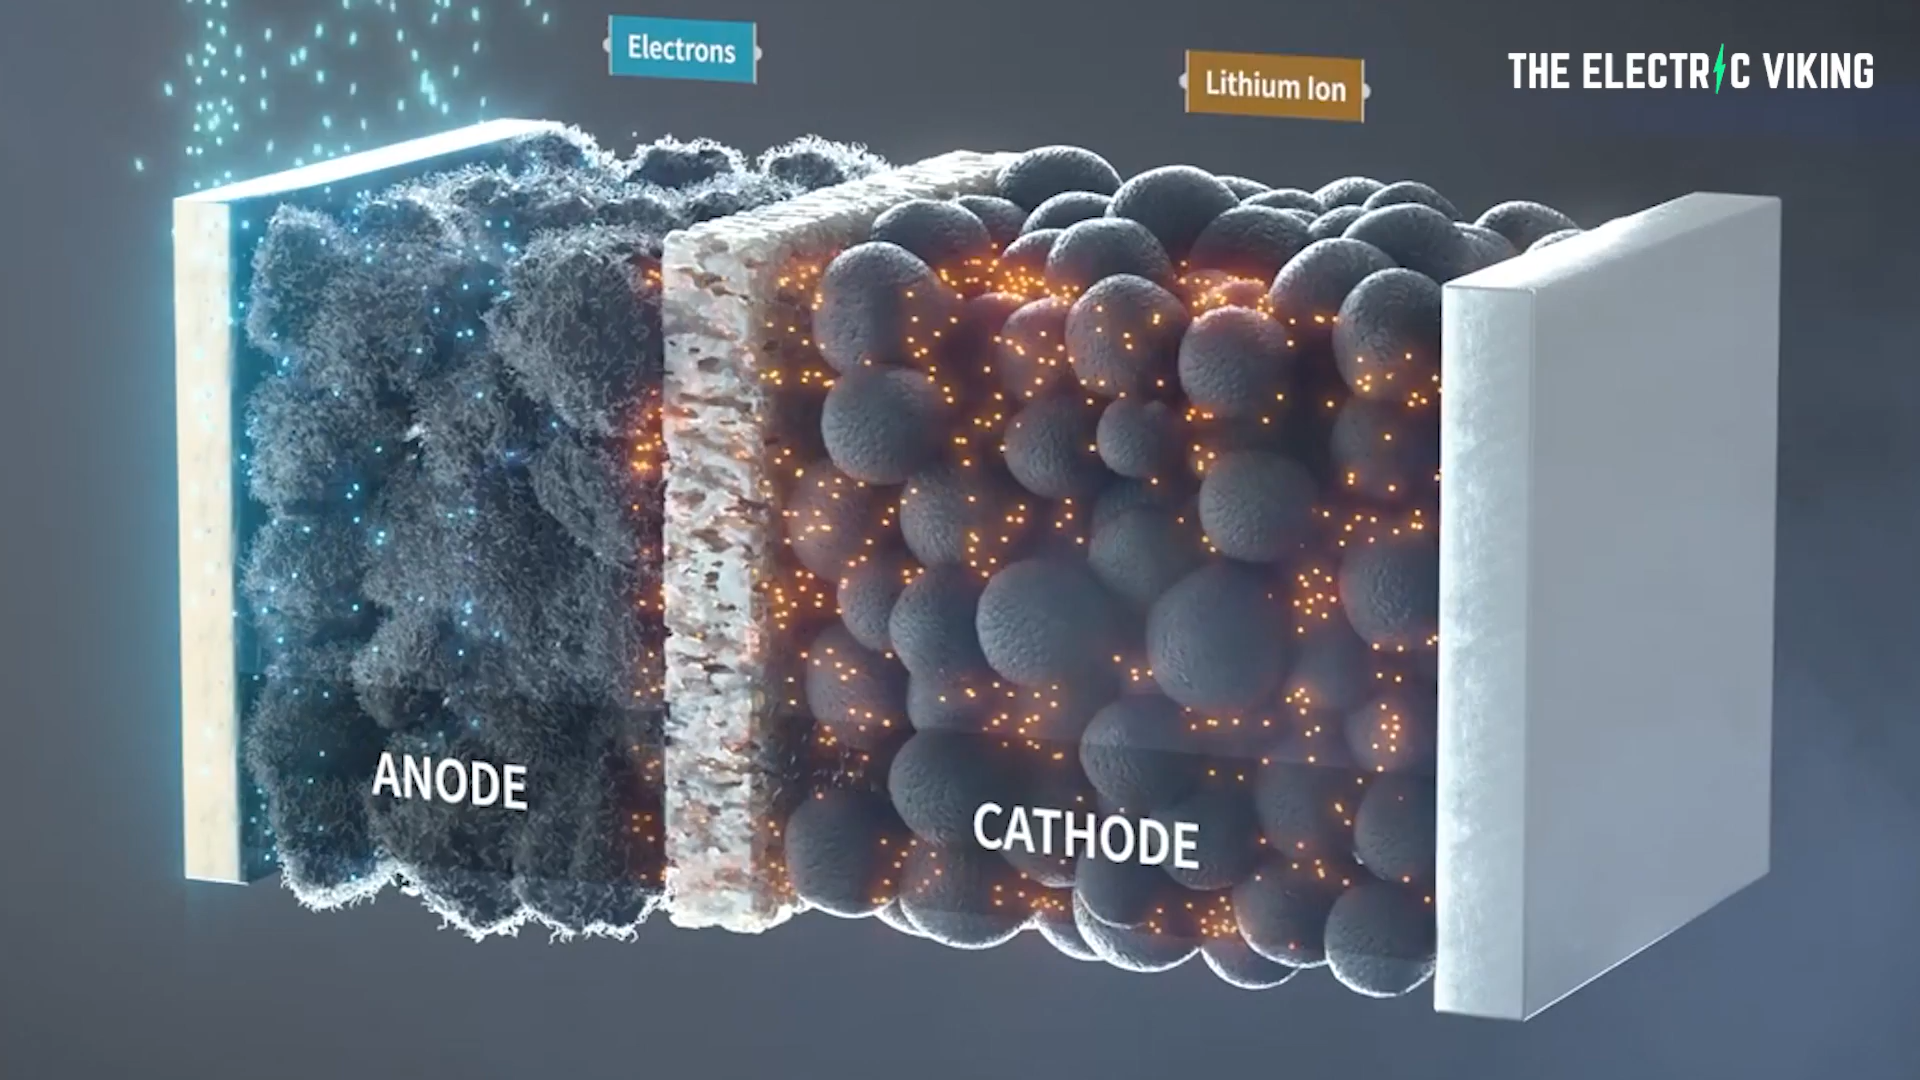 Electrons
Lithium Ion
THE ELECTRIC VIKING
ANODE
CATHODE